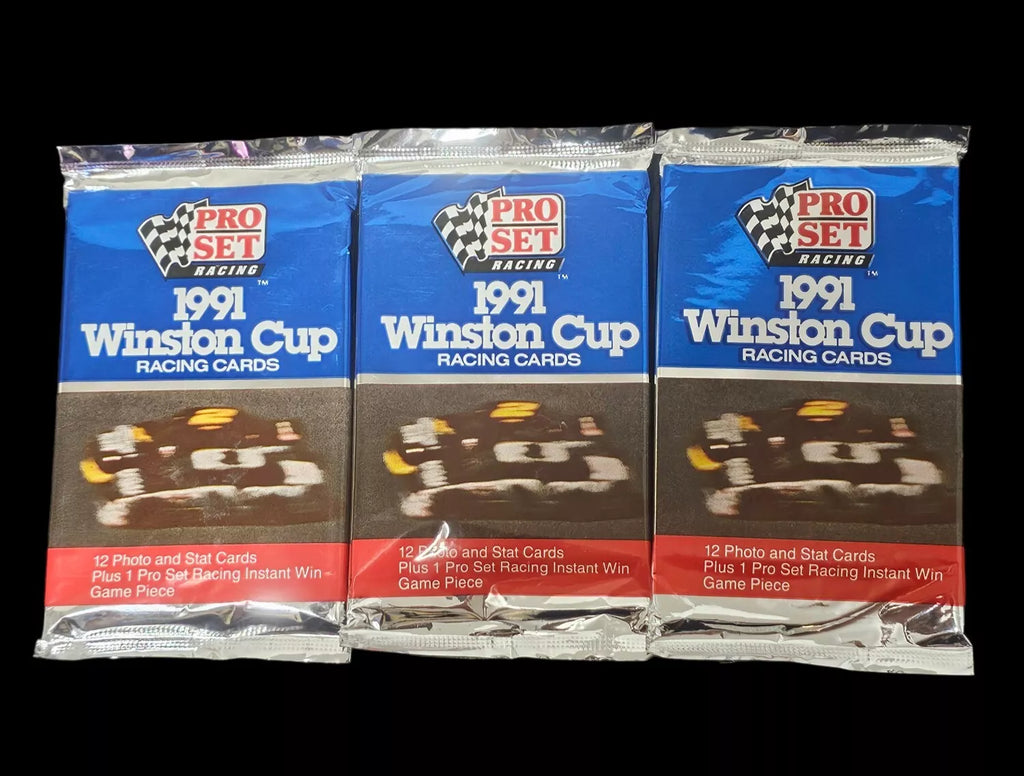 PRO
SET
RACING
TM
1991
Winston Cup
RACING CARDS
12 Photo and Stat Cards
Plus 1 Pro Set Racing Instant Win
Game Piece
PRO
SET
RACING
TM
1991
Winston Cup
RACING CARDS
12 Photo and Stat Cards
Plus 1 Pro Set Racing Instant Win
Game Piece
PRO
SET
RACING
TM
1991
Winston Cup
RACING CARDS
12 Photo and Stat Cards
Plus 1 Pro Set Racing Instant Win
Game Piece